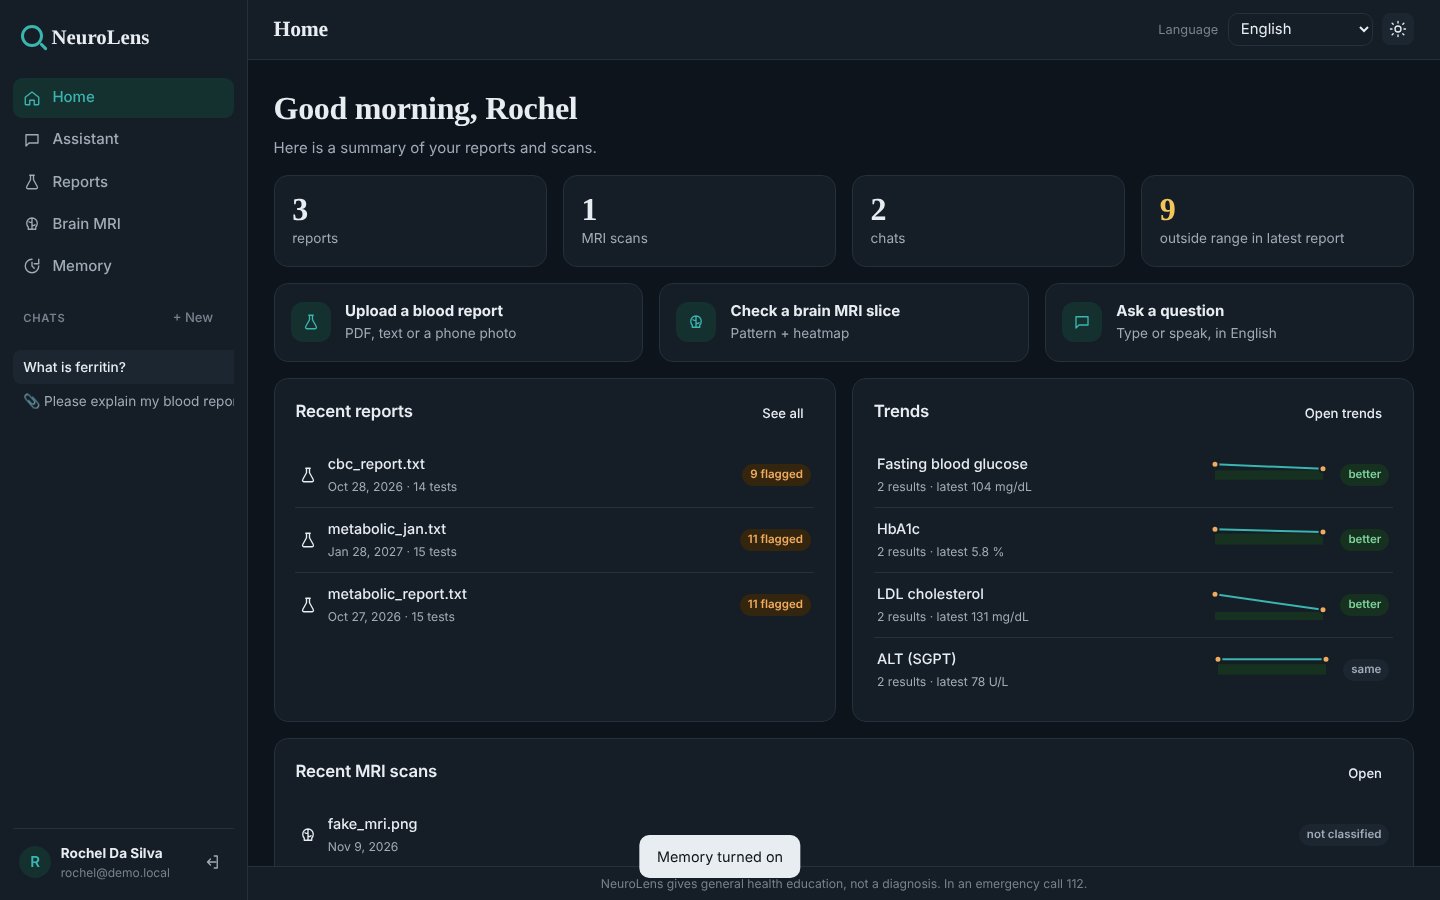 NeuroLens
Home
Assistant
Reports
Brain MRI
Memory
CHATS
+ New
What is ferritin?
📎 Please explain my blood repor
Rochel Da Silva
R
rochel@demo.local
Home
Language
English
Good morning, Rochel
Here is a summary of your reports and scans.
3
reports
1
MRI scans
2
chats
9
outside range in latest report
Upload a blood report
PDF, text or a phone photo
Check a brain MRI slice
Pattern + heatmap
Ask a question
Type or speak, in English
Recent reports
See all
cbc_report.txt
Oct 28, 2026 · 14 tests
9 flagged
metabolic_jan.txt
Jan 28, 2027 · 15 tests
11 flagged
metabolic_report.txt
Oct 27, 2026 · 15 tests
11 flagged
Trends
Open trends
Fasting blood glucose
2 results · latest 104 mg/dL
better
HbA1c
2 results · latest 5.8 %
better
LDL cholesterol
2 results · latest 131 mg/dL
better
ALT (SGPT)
2 results · latest 78 U/L
same
Recent MRI scans
Open
fake_mri.png
Nov 9, 2026
not classified
Memory turned on
NeuroLens gives general health education, not a diagnosis. In an emergency call 112.